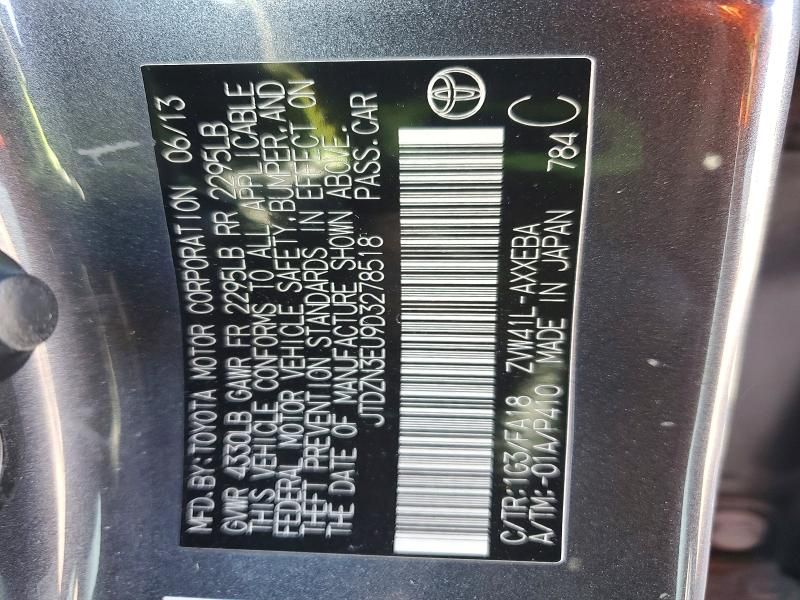 MFD.BY:TOYOTA MOTOR CORPORATION 06/13
GVWR 4330LB GAWR FR 2295LB RR 2295LB
THIS VEHICLE CONFORMS TO ALL APPLICABLE
FEDERAL MOTOR VEHICLE SAFETY,BUMPER,AND
THEFT PREVENTION STANDARDS IN EFFECT ON
THE DATE OF MANUFACTURE SHOWN ABOVE.
JTDZN3EU9D3278518 PASS.CAR
C/TR:1G3/FA18 ZVW41L-AXXEBA
A/TM:-01A/P410 MADE IN JAPAN 784 C